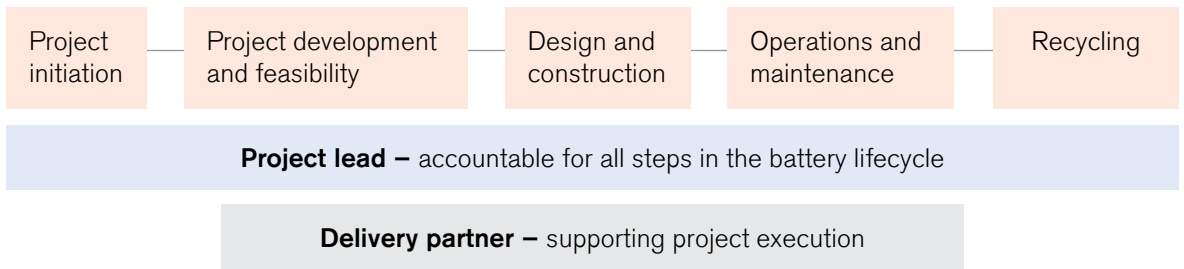 Project
initiation
Project development
and feasibility
Design and
construction
Operations and
maintenance
Recycling
Project lead – accountable for all steps in the battery lifecycle
Delivery partner – supporting project execution